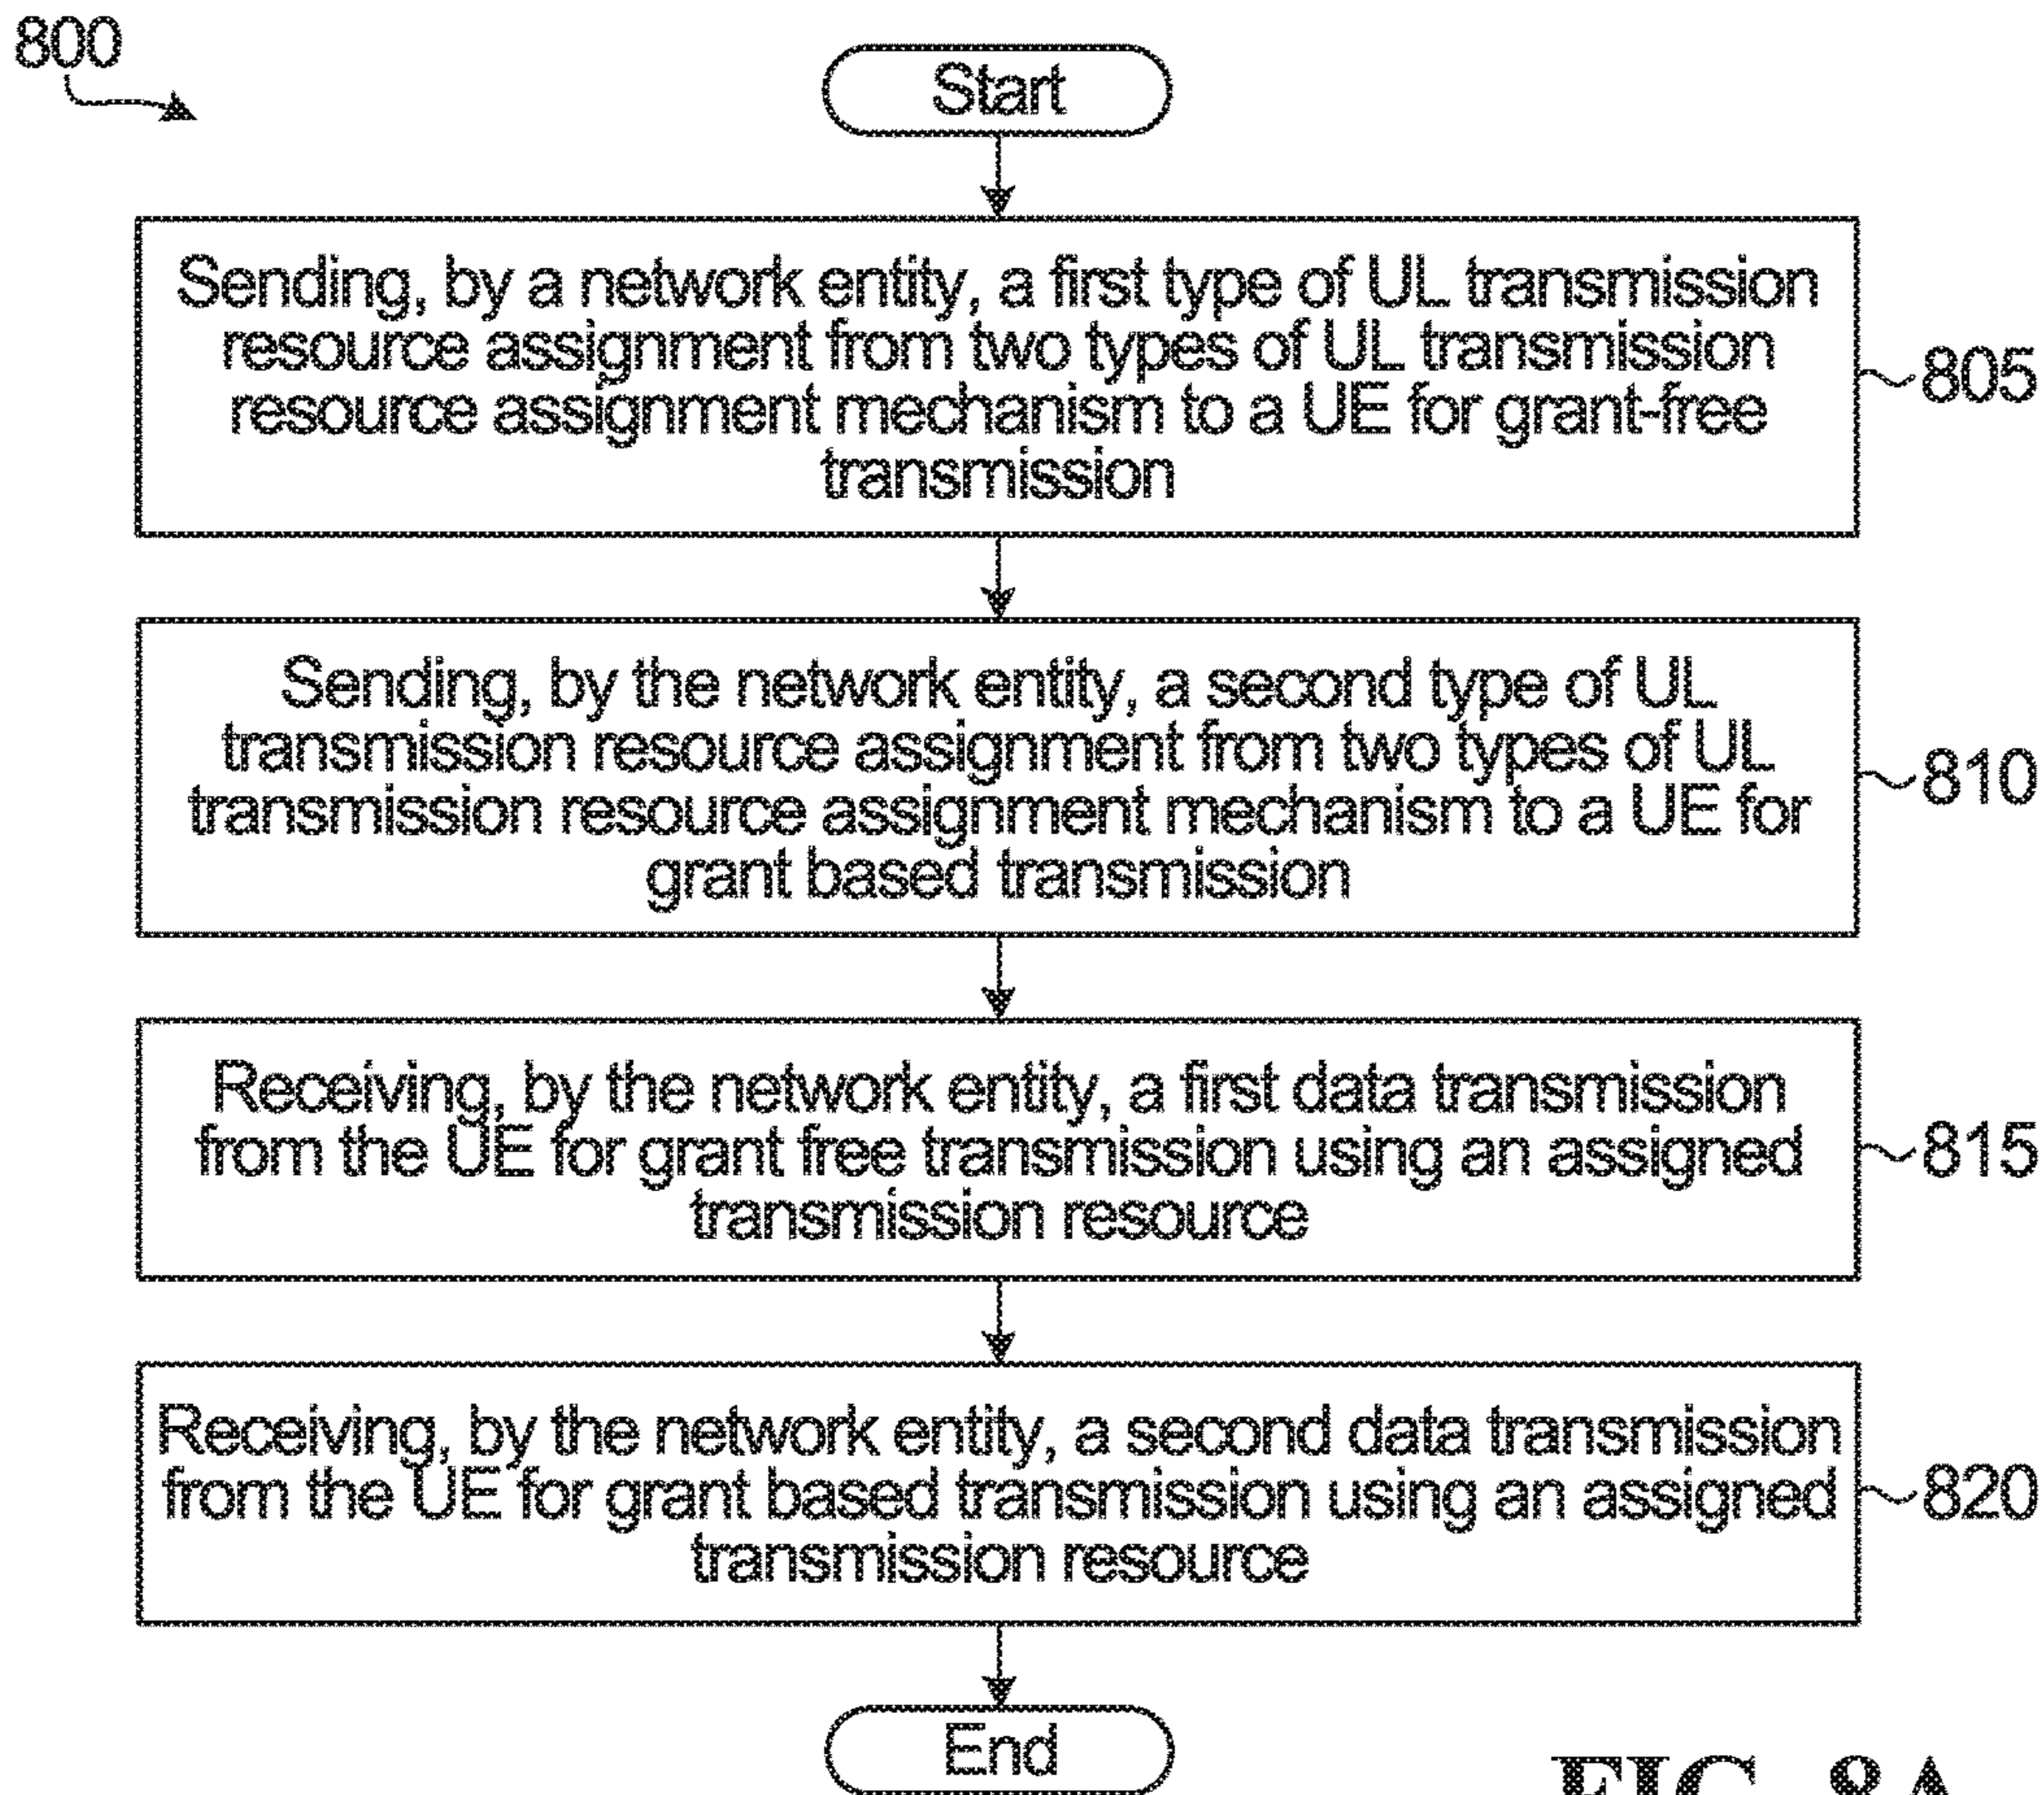 800
Start
Sending, by a network entity, a first type of UL transmission
resource assignment from two types of UL transmission
resource assignment mechanism to a UE for grant-free
transmission
805
Sending, by the network entity, a second type of UL
transmission resource assignment from two types of UL
transmission resource assignment mechanism to a UE for
grant based transmission
810
Receiving, by the network entity, a first data transmission
from the UE for grant free transmission using an assigned
transmission resource
815
Receiving, by the network entity, a second data transmission
from the UE for grant based transmission using an assigned
transmission resource
820
End
FIG. 8A